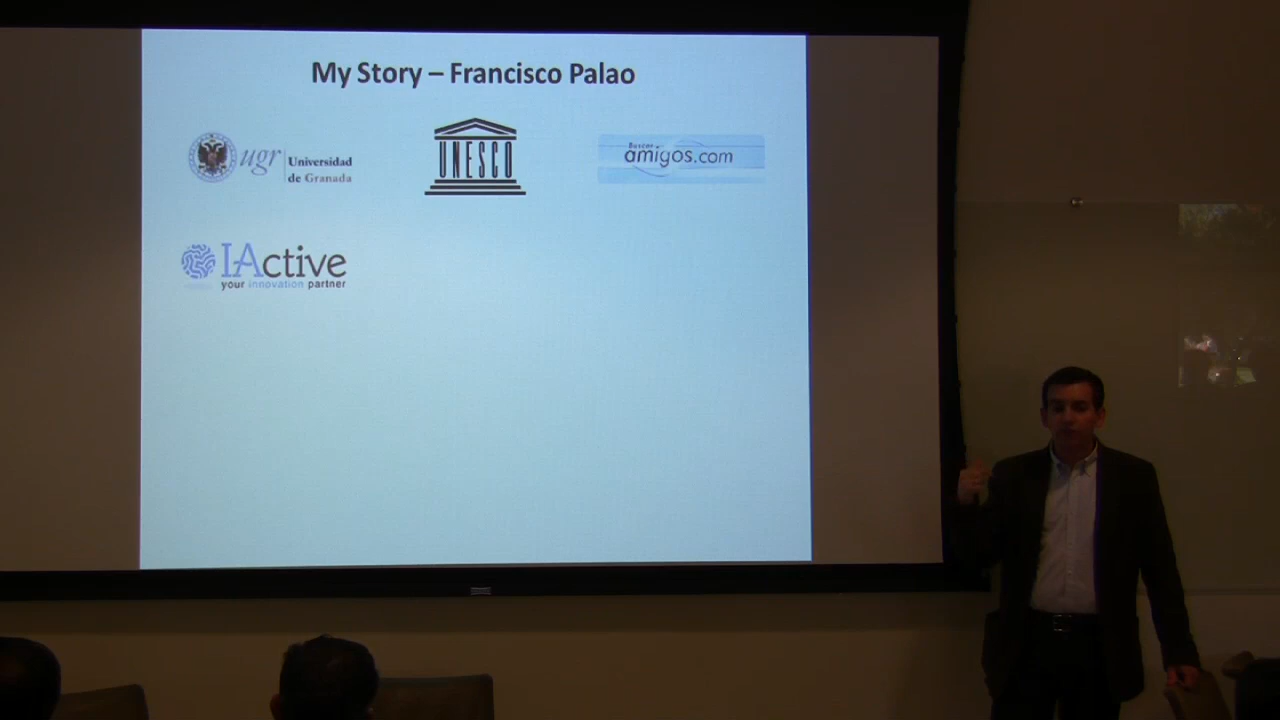 My Story – Francisco Palao
ugr Universidad
de Granada
UNESCO
Buscar
amigos.com
IActive
your innovation partner